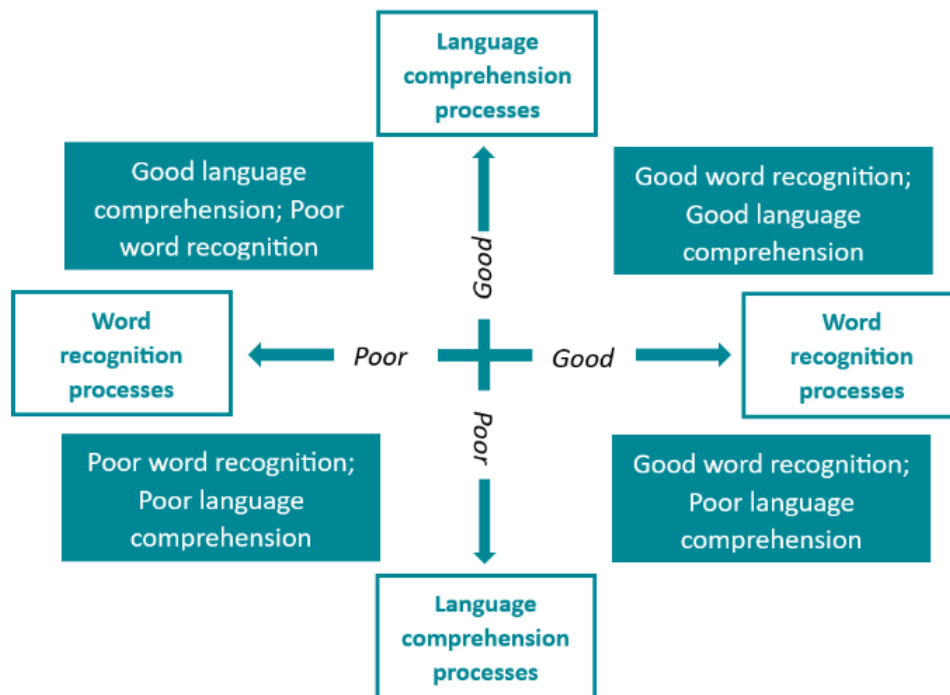 Language
comprehension
processes
Good language
comprehension; Poor
word recognition
Good word recognition;
Good language
comprehension
Good
Word
recognition
processes
Poor
Good
Word
recognition
processes
Poor
Poor word recognition;
Poor language
comprehension
Good word recognition;
Poor language
comprehension
Language
comprehension
processes